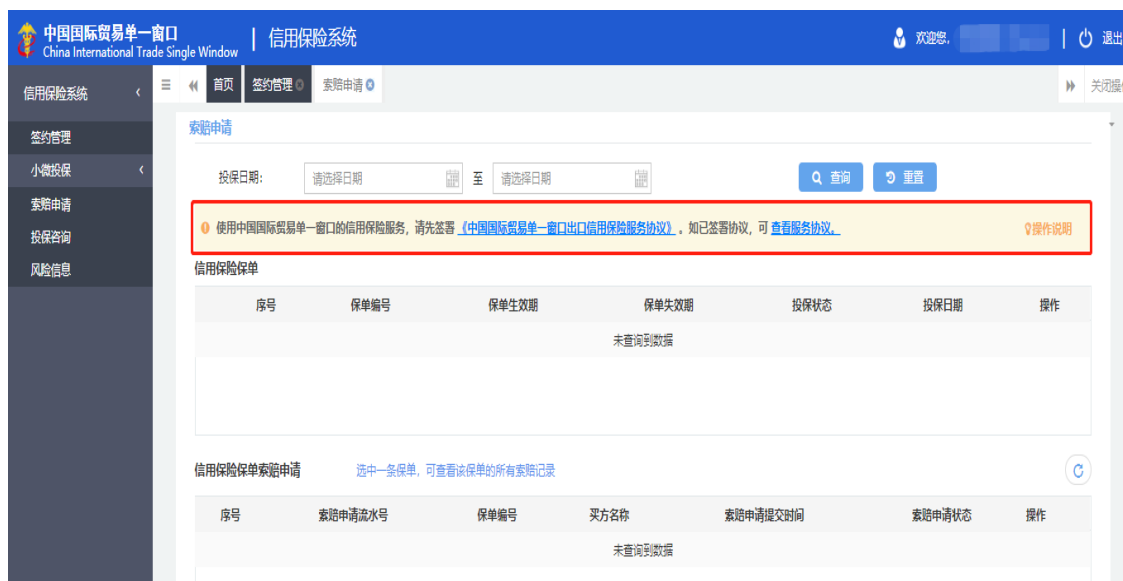 中国国际贸易单一窗口
China International Trade Single Window
信用保险系统
欢迎您,
退出
信用保险系统
首页
签约管理
索赔申请
关闭操
签约管理
小微投保
索赔申请
投保咨询
风险信息
索赔申请
投保日期: 请选择日期 至 请选择日期 查询 重置
使用中国国际贸易单一窗口的信用保险服务，请先签署《中国国际贸易单一窗口出口信用保险服务协议》。如已签署协议，可查看服务协议。 操作说明
信用保险保单
序号 保单编号 保单生效期 保单失效期 投保状态 投保日期 操作
未查询到数据
信用保险保单索赔申请 选中一条保单，可查看该保单的所有索赔记录
序号 索赔申请流水号 保单编号 买方名称 索赔申请提交时间 索赔申请状态 操作
未查询到数据